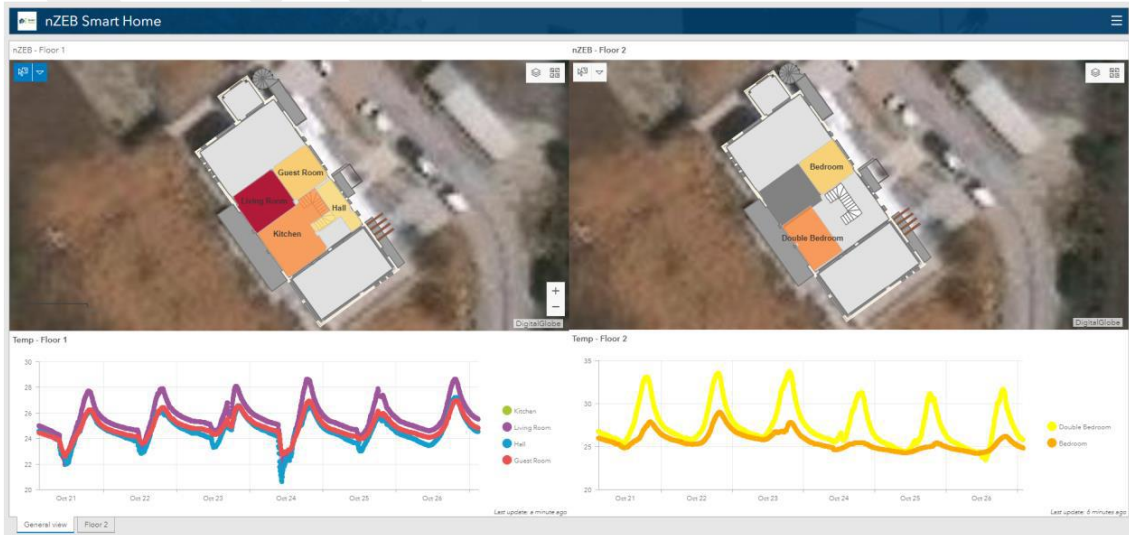 nZEB Smart Home
nZEB - Floor 1
nZEB - Floor 2
Guest Room
Living Room
Hall
Kitchen
Bedroom
Double Bedroom
+
−
DigitalGlobe
DigitalGlobe
Temp - Floor 1
30
28
26
24
22
20
Oct 21
Oct 22
Oct 23
Oct 24
Oct 25
Oct 26
Kitchen
Living Room
Hall
Guest Room
Last update: a minute ago
Temp - Floor 2
35
30
25
20
Oct 21
Oct 22
Oct 23
Oct 24
Oct 25
Oct 26
Double Bedroom
Bedroom
Last update: 6 minutes ago
General view
Floor 2